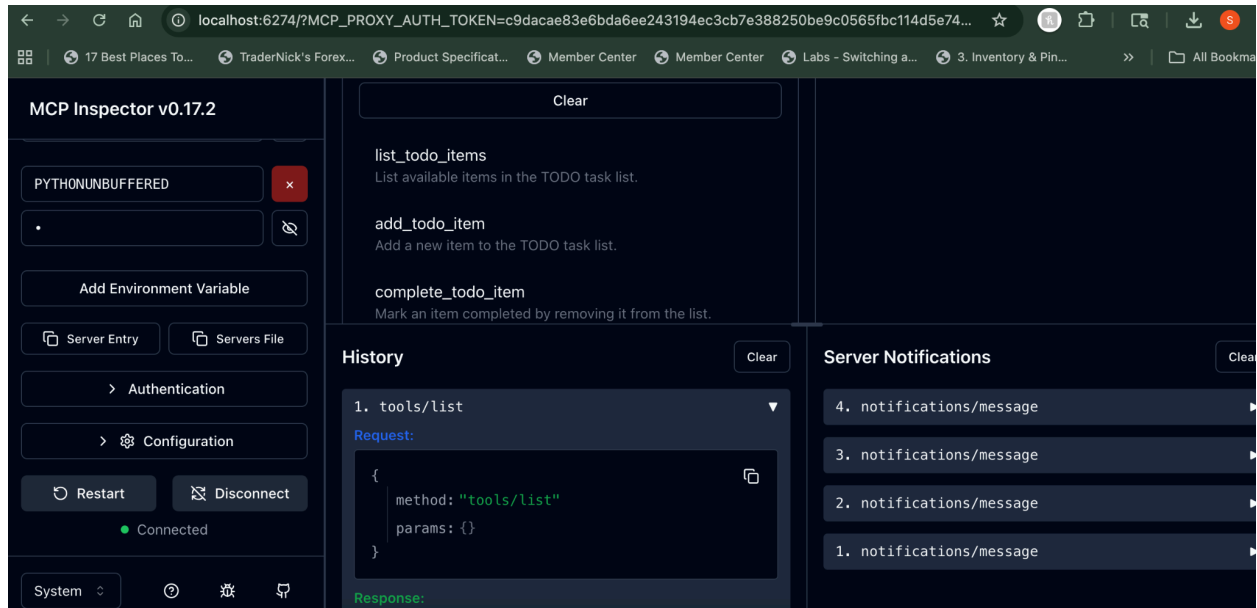 localhost:6274/?MCP_PROXY_AUTH_TOKEN=c9dacae83e6bda6ee243194ec3cb7e388250be9c0565fbc114d5e74...
S
17 Best Places To...
TraderNick's Forex...
Product Specificat...
Member Center
Member Center
Labs - Switching a...
3. Inventory & Pin...
»
All Bookma
MCP Inspector v0.17.2
PYTHONUNBUFFERED
×
•
Add Environment Variable
Server Entry
Servers File
Authentication
Configuration
Restart
Disconnect
Connected
System
Clear
list_todo_items
List available items in the TODO task list.
add_todo_item
Add a new item to the TODO task list.
complete_todo_item
Mark an item completed by removing it from the list.
History
Clear
1. tools/list
Request:
{
method: "tools/list"
params: {}
}
Response:
Server Notifications
Clear
4. notifications/message
3. notifications/message
2. notifications/message
1. notifications/message